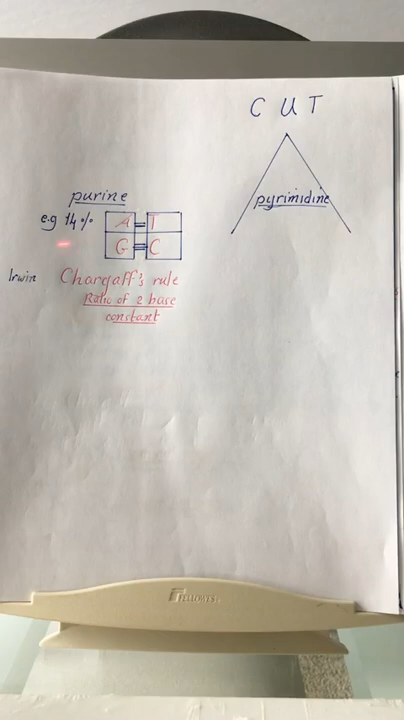 C U T
purine
pyrimidine
e.g 14%
A = T
G ≡ C
Irwin Chargaff's rule
Ratio of 2 base
constant
FELLOWES